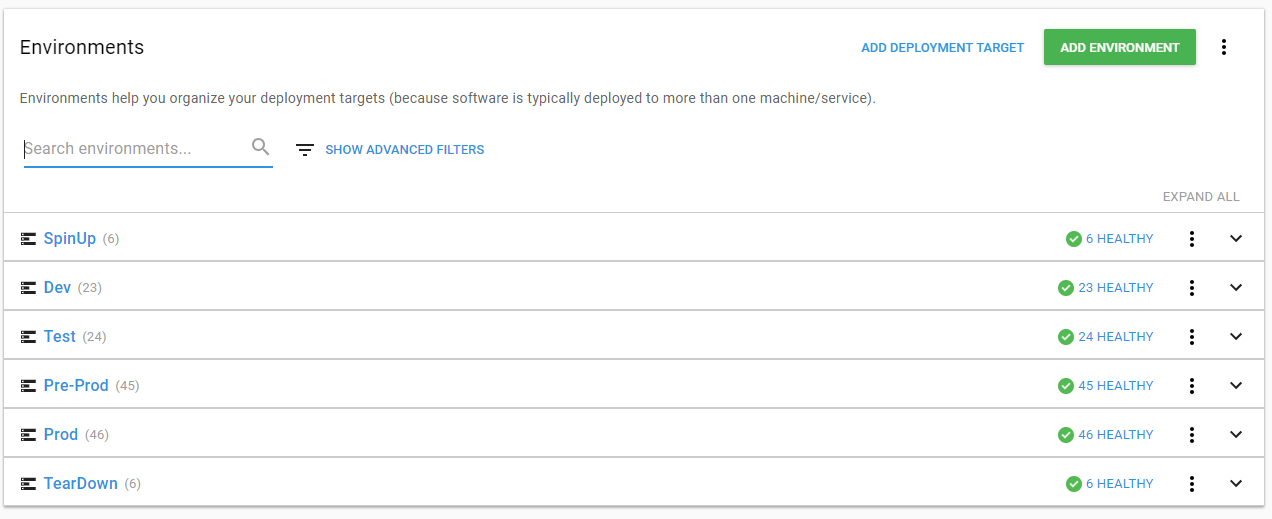 Environments
ADD DEPLOYMENT TARGET
ADD ENVIRONMENT
Environments help you organize your deployment targets (because software is typically deployed to more than one machine/service).
Search environments...
SHOW ADVANCED FILTERS
EXPAND ALL
SpinUp (6) 6 HEALTHY
Dev (23) 23 HEALTHY
Test (24) 24 HEALTHY
Pre-Prod (45) 45 HEALTHY
Prod (46) 46 HEALTHY
TearDown (6) 6 HEALTHY